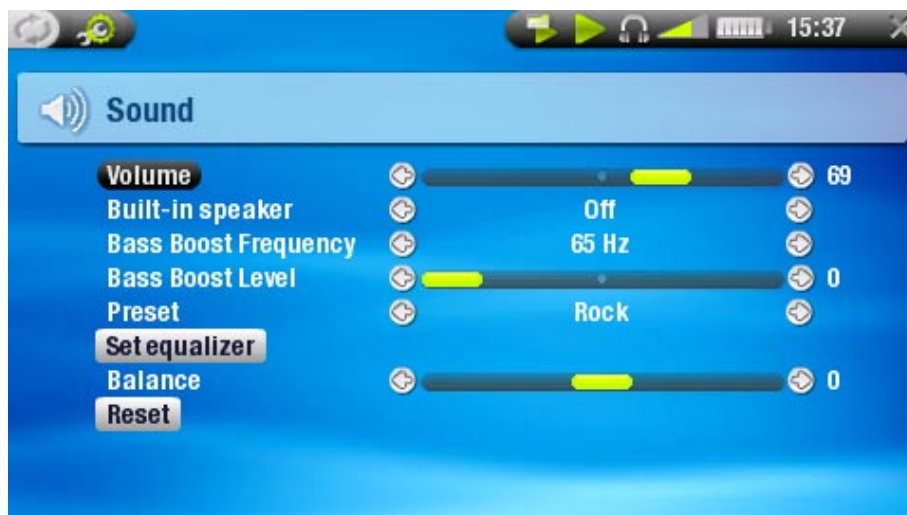 15:37
Sound
Volume 69
Built-in speaker Off
Bass Boost Frequency 65 Hz
Bass Boost Level 0
Preset Rock
Set equalizer
Balance 0
Reset